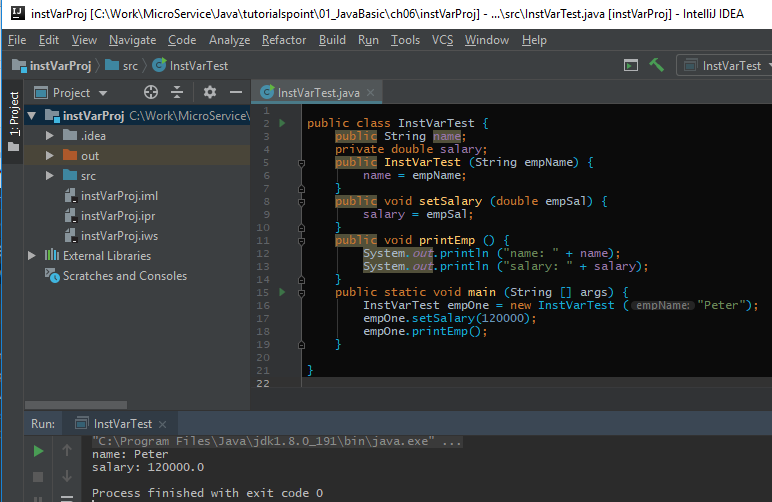 instVarProj [C:\Work\MicroService\Java\tutorialspoint\01_JavaBasic\ch06\instVarProj] - ...\src\InstVarTest.java [instVarProj] - IntelliJ IDEA
File Edit View Navigate Code Analyze Refactor Build Run Tools VCS Window Help
instVarProj src InstVarTest InstVarTest
1: Project
Project
InstVarTest.java
instVarProj C:\Work\MicroService\
.idea
out
src
instVarProj.iml
instVarProj.ipr
instVarProj.iws
External Libraries
Scratches and Consoles
1
2 public class InstVarTest {
3 public String name;
4 private double salary;
5 public InstVarTest (String empName) {
6 name = empName;
7 }
8 public void setSalary (double empSal) {
9 salary = empSal;
10 }
11 public void printEmp () {
12 System.out.println ("name: " + name);
13 System.out.println ("salary: " + salary);
14 }
15 public static void main (String [] args) {
16 InstVarTest empOne = new InstVarTest ( empName: "Peter");
17 empOne.setSalary(120000);
18 empOne.printEmp();
19 }
20
21 }
22
Run: InstVarTest
"C:\Program Files\Java\jdk1.8.0_191\bin\java.exe" ...
name: Peter
salary: 120000.0
Process finished with exit code 0